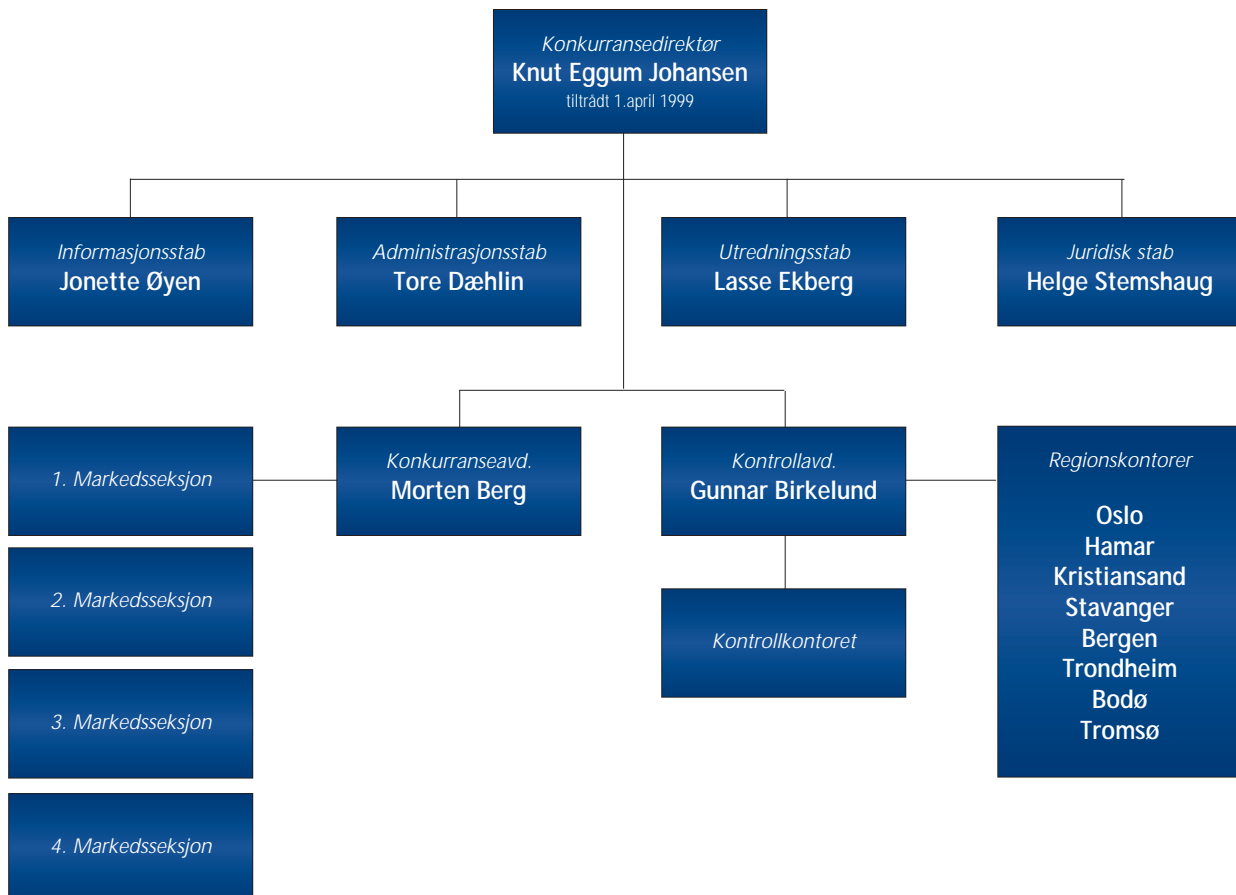 Konkurransedirektør
Knut Eggum Johansen
tiltrådt 1.april 1999
Informasjonsstab
Jonette Øyen
Administrasjonsstab
Tore Dæhlin
Utredningsstab
Lasse Ekberg
Juridisk stab
Helge Stemshaug
1. Markedsseksjon
Konkurranseavd.
Morten Berg
Kontrollavd.
Gunnar Birkelund
Regionskontorer
Oslo
Hamar
Kristiansand
Stavanger
Bergen
Trondheim
Bodø
Tromsø
2. Markedsseksjon
Kontrollkontoret
3. Markedsseksjon
4. Markedsseksjon